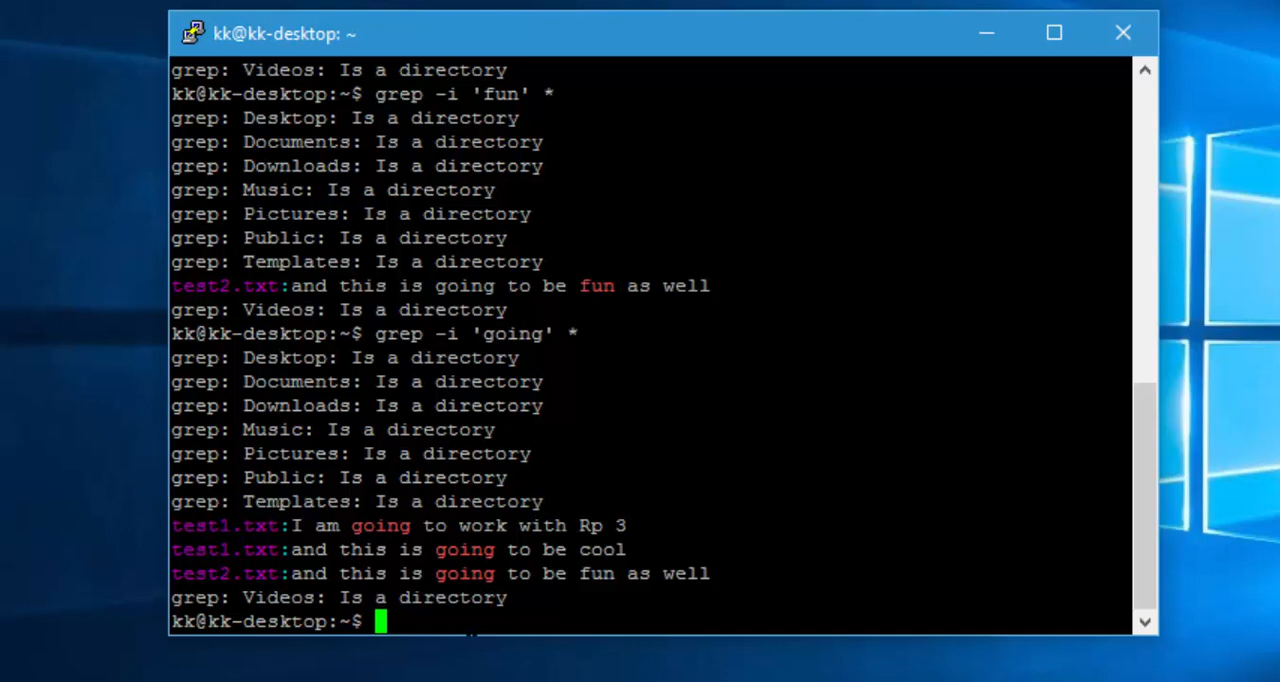 kk@kk-desktop: ~
grep: Videos: Is a directory
kk@kk-desktop:~$ grep -i 'fun' *
grep: Desktop: Is a directory
grep: Documents: Is a directory
grep: Downloads: Is a directory
grep: Music: Is a directory
grep: Pictures: Is a directory
grep: Public: Is a directory
grep: Templates: Is a directory
test2.txt:and this is going to be fun as well
grep: Videos: Is a directory
kk@kk-desktop:~$ grep -i 'going' *
grep: Desktop: Is a directory
grep: Documents: Is a directory
grep: Downloads: Is a directory
grep: Music: Is a directory
grep: Pictures: Is a directory
grep: Public: Is a directory
grep: Templates: Is a directory
test1.txt:I am going to work with Rp 3
test1.txt:and this is going to be cool
test2.txt:and this is going to be fun as well
grep: Videos: Is a directory
kk@kk-desktop:~$